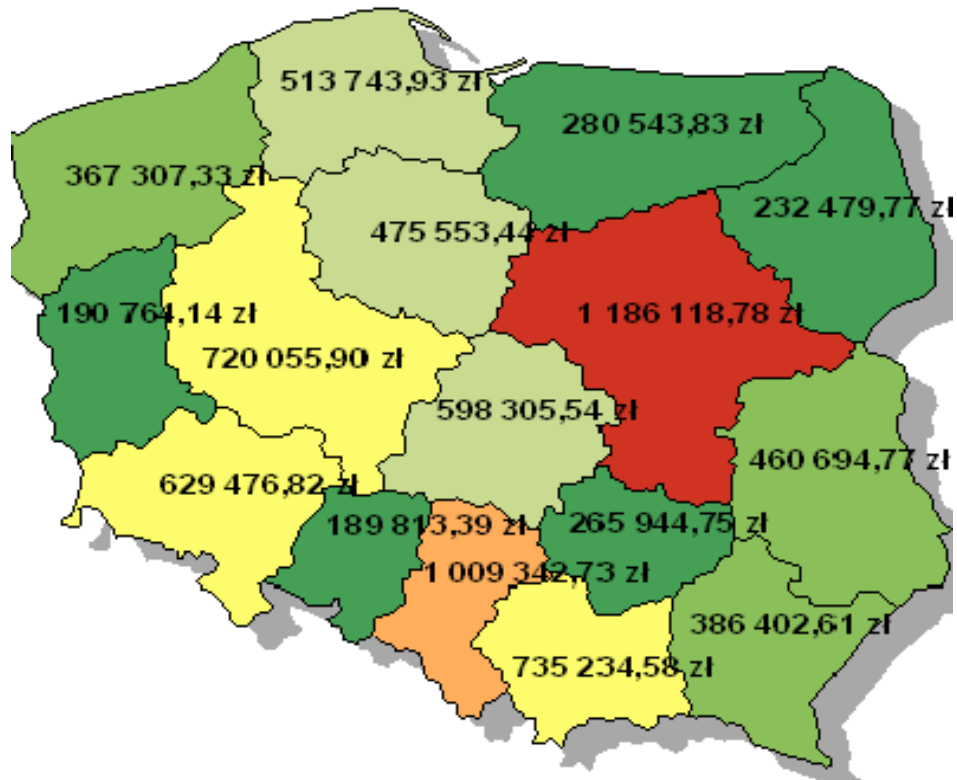 513 743,93 zł
280 543,83 zł
367 307,33 zł
232 479,77 zł
475 553,44 zł
190 764,14 zł
1 186 118,78 zł
720 055,90 zł
598 305,54 zł
460 694,77 zł
629 476,82 zł
189 813,39 zł
265 944,75 zł
1 009 342,73 zł
386 402,61 zł
735 234,58 zł